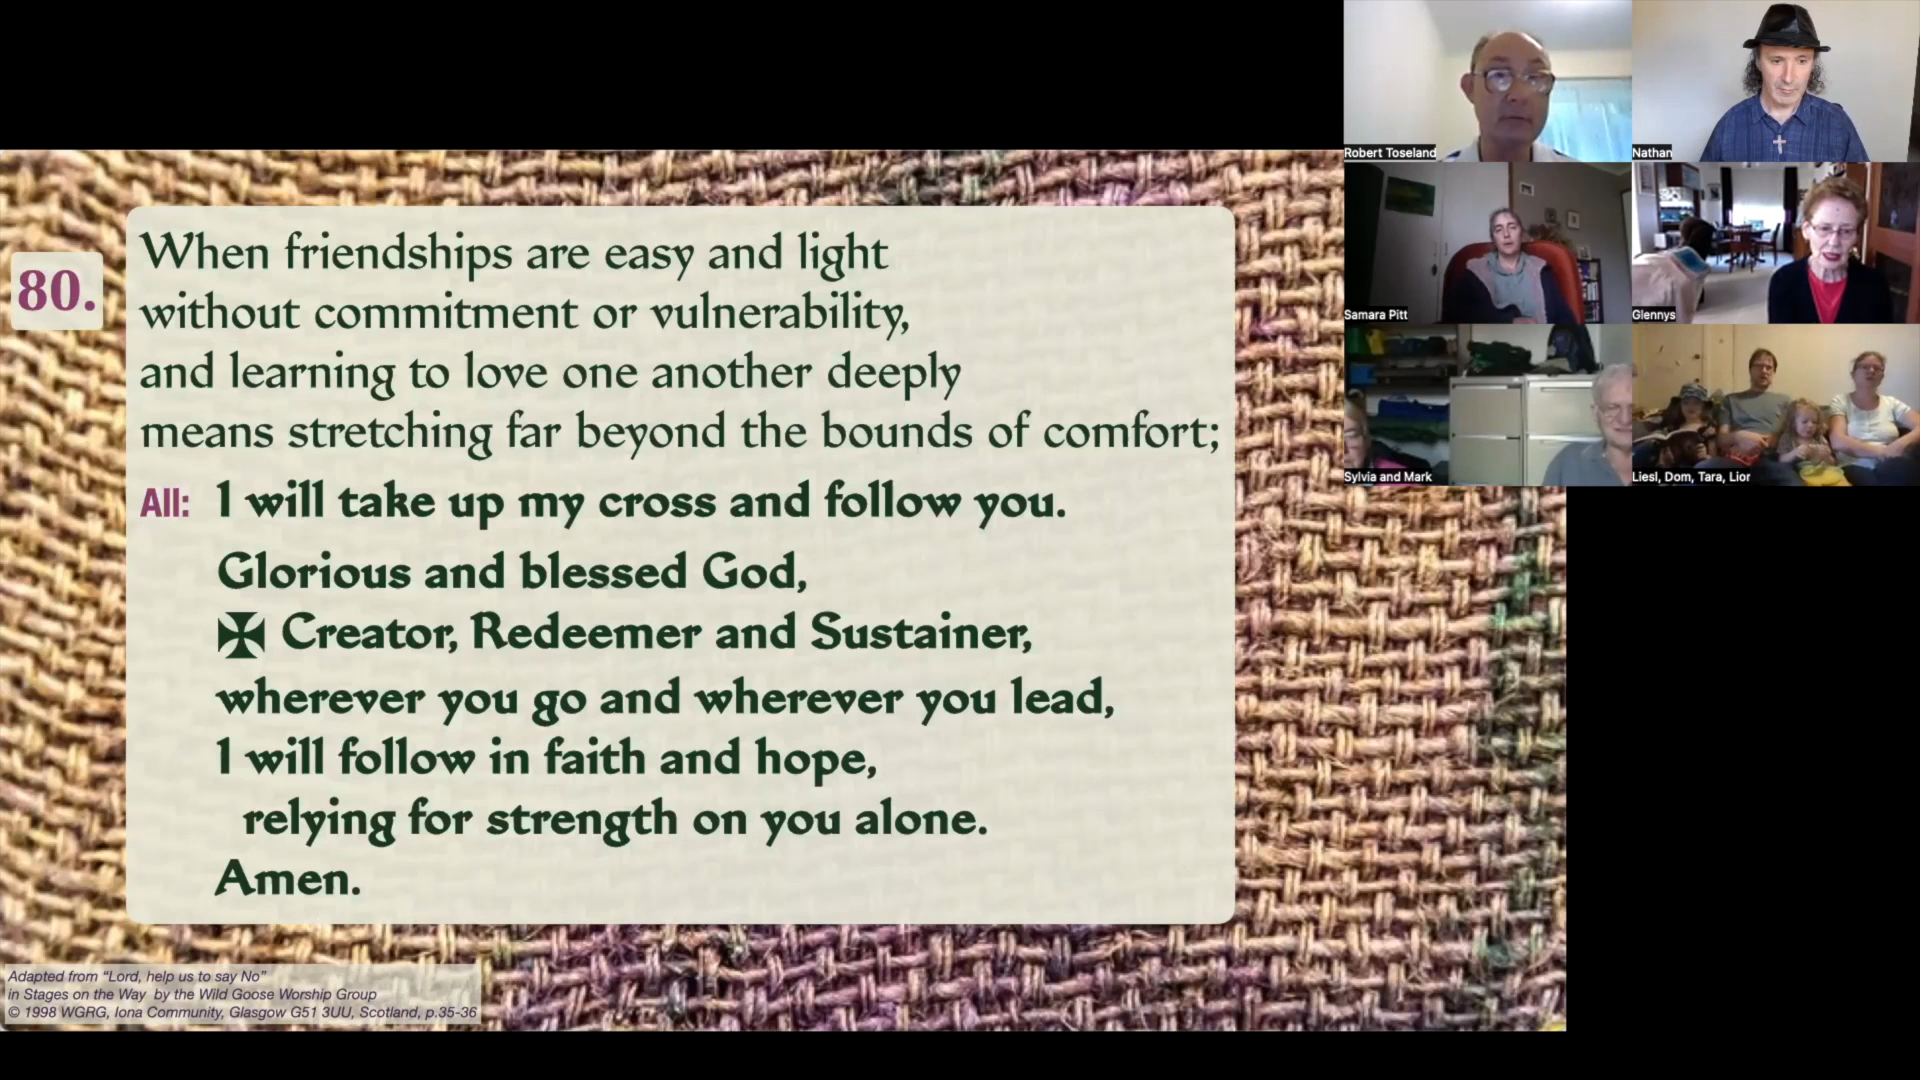 80.
When friendships are easy and light
without commitment or vulnerability,
and learning to love one another deeply
means stretching far beyond the bounds of comfort;
All: I will take up my cross and follow you.
Glorious and blessed God,
✠ Creator, Redeemer and Sustainer,
wherever you go and wherever you lead,
I will follow in faith and hope,
relying for strength on you alone.
Amen.
Adapted from “Lord, help us to say No”
in Stages on the Way by the Wild Goose Worship Group
© 1998 WGRG, Iona Community, Glasgow G51 3UU, Scotland, p.35-36
Robert Toseland
Nathan
Samara Pitt
Glennys
Sylvia and Mark
Liesl, Dom, Tara, Lior